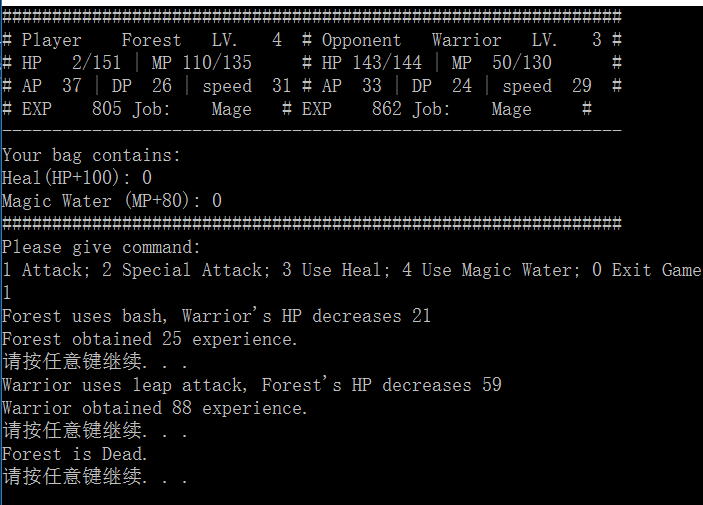 ##############################################################
# Player    Forest   LV.    4  # Opponent   Warrior   LV.    3 #
# HP    2/151 | MP 110/135     # HP 143/144 | MP  50/130      #
# AP  37 | DP  26 | speed  31 # AP  33 | DP  24 | speed  29  #
# EXP    805 Job:    Mage   # EXP    862 Job:    Mage     #
--------------------------------------------------------------
Your bag contains:
Heal(HP+100): 0
Magic Water (MP+80): 0
##############################################################
Please give command:
1 Attack; 2 Special Attack; 3 Use Heal; 4 Use Magic Water; 0 Exit Game
1
Forest uses bash, Warrior's HP decreases 21
Forest obtained 25 experience.
请按任意键继续. . .
Warrior uses leap attack, Forest's HP decreases 59
Warrior obtained 88 experience.
请按任意键继续. . .
Forest is Dead.
请按任意键继续. . .